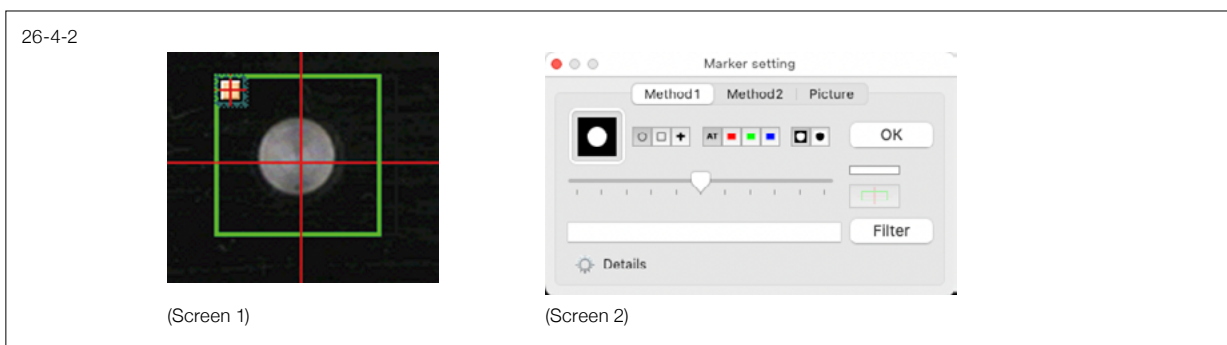 26-4-2
Marker setting
Method1 Method2 Picture
AT
OK
Filter
Details
(Screen 1)
(Screen 2)